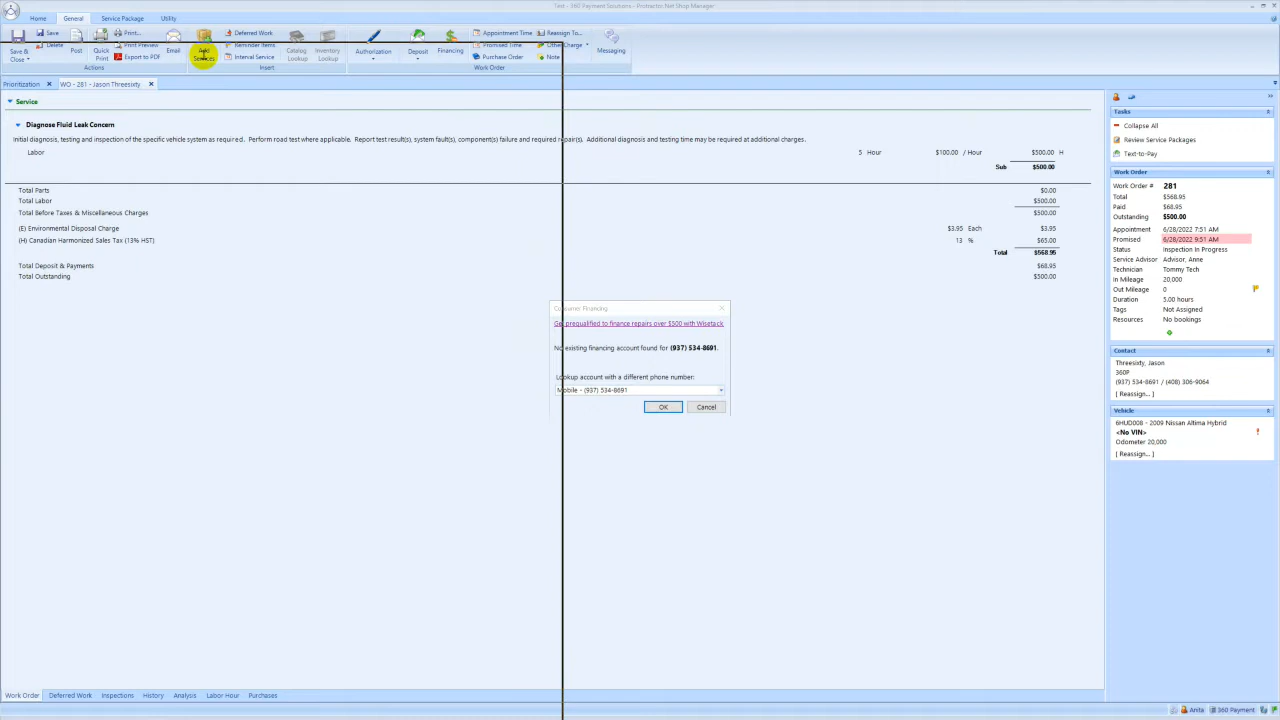 Test - 360 Payment Solutions - Protractor.Net Shop Manager
Home General Service Package Utility
Save & Close
Save
Delete
Post
Quick Print
Print...
Print Preview
Export to PDF
Email
Actions
Add Services
Deferred Work
Reminder Items
Internal Service
Catalog Lookup
Inventory Lookup
Insert
Authorization
Deposit
Financing
Appointment Time
Promised Time
Purchase Order
Reassign To...
Other Charge
Note
Messaging
Work Order
Prioritization
WO - 281 - Jason Threesixty
Service
Diagnose Fluid Leak Concern
Initial diagnosis, testing and inspection of the specific vehicle system as required. Perform road test where applicable. Report test result(s), the fault(s), component(s) failure and required repair(s). Additional diagnosis and testing time may be required at additional charges.
Labor 5 Hour $100.00 / Hour $500.00 H
Sub $500.00
Total Parts $0.00
Total Labor $500.00
Total Before Taxes & Miscellaneous Charges $500.00
(E) Environmental Disposal Charge $3.95 Each $3.95
(H) Canadian Harmonized Sales Tax (13% HST) 13 % $65.00
Total $568.95
Total Deposit & Payments $68.95
Total Outstanding $500.00
Consumer Financing
Get prequalified to finance repairs over $500 with Wisetack
No existing financing account found for (937) 534-8691.
Lookup account with a different phone number:
Mobile - (937) 534-8691
OK Cancel
Tasks
Collapse All
Review Service Packages
Text-to-Pay
Work Order
Work Order # 281
Total $568.95
Paid $68.95
Outstanding $500.00
Appointment 6/28/2022 7:51 AM
Promised 6/28/2022 9:51 AM
Status Inspection In Progress
Service Advisor Advisor, Anne
Technician Tommy Tech
In Mileage 20,000
Out Mileage 0
Duration 5.00 hours
Tags Not Assigned
Resources No bookings
Contact
Threesixty, Jason
360P
(937) 534-8691 / (408) 306-9064
[ Reassign... ]
Vehicle
6HUD008 - 2009 Nissan Altima Hybrid
<No VIN>
Odometer 20,000
[ Reassign... ]
Work Order Deferred Work Inspections History Analysis Labor Hour Purchases
Anita 360 Payment